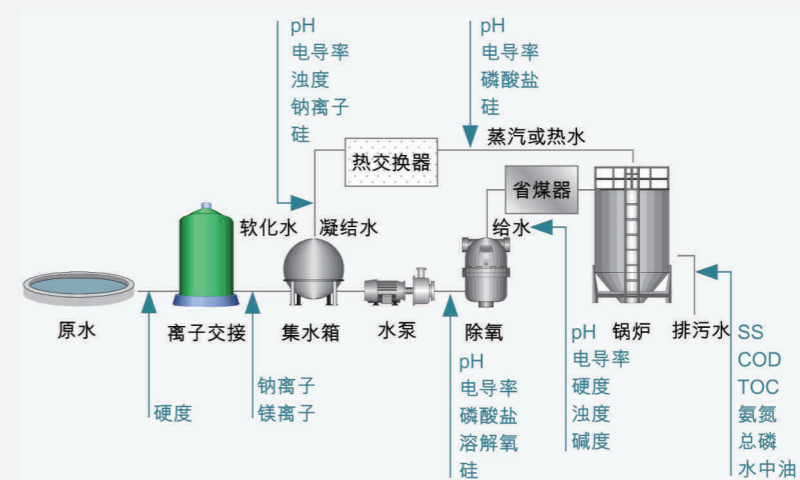 pH
电导率
浊度
钠离子
硅
pH
电导率
磷酸盐
硅
蒸汽或热水
热交换器
省煤器
软化水
凝结水
给水
原水
离子交接
集水箱
水泵
除氧
锅炉
排污水
硬度
钠离子
镁离子
pH
电导率
磷酸盐
溶解氧
硅
pH
电导率
硬度
浊度
碱度
SS
COD
TOC
氨氮
总磷
水中油